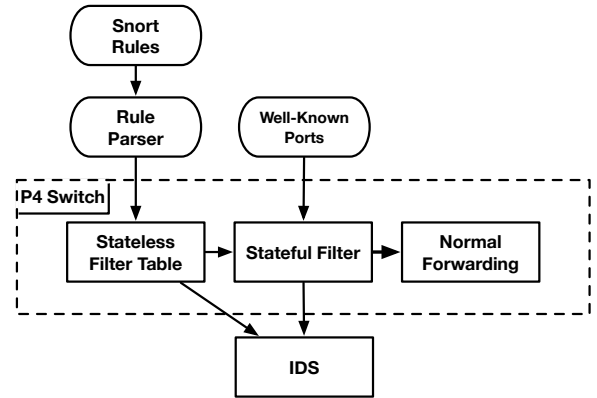 Snort
Rules
Rule
Parser
Well-Known
Ports
P4 Switch
Stateless
Filter Table
Stateful Filter
Normal
Forwarding
IDS